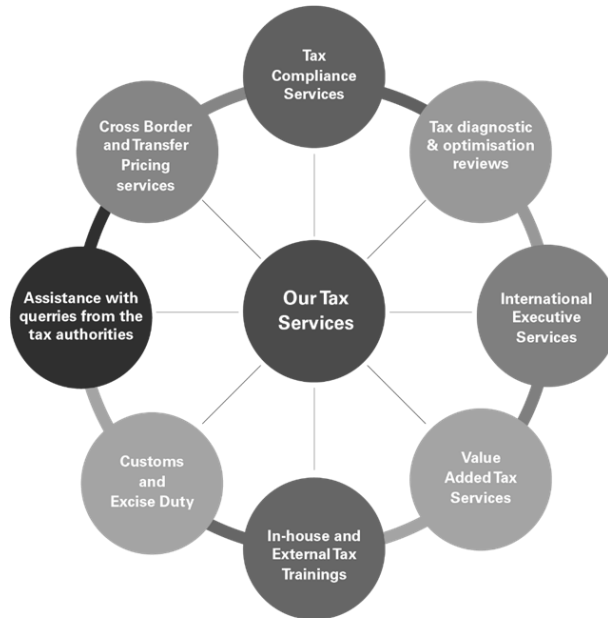 Tax
Compliance
Services
Tax diagnostic
& optimisation
reviews
International
Executive
Services
Value
Added Tax
Services
In-house and
External Tax
Trainings
Customs
and
Excise Duty
Assistance with
querries from the
tax authorities
Cross Border
and Transfer
Pricing
services
Our Tax
Services